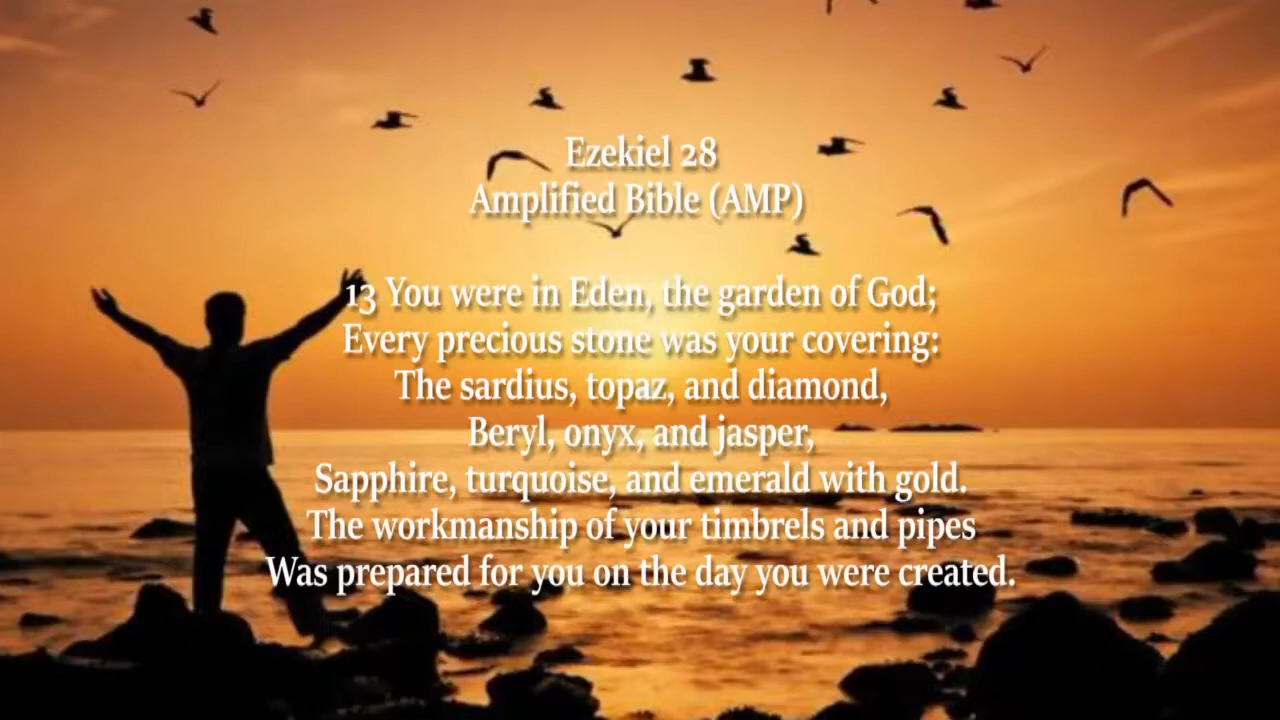 Ezekiel 28
Amplified Bible (AMP)
13 You were in Eden, the garden of God;
Every precious stone was your covering:
The sardius, topaz, and diamond,
Beryl, onyx, and jasper,
Sapphire, turquoise, and emerald with gold.
The workmanship of your timbrels and pipes
Was prepared for you on the day you were created.